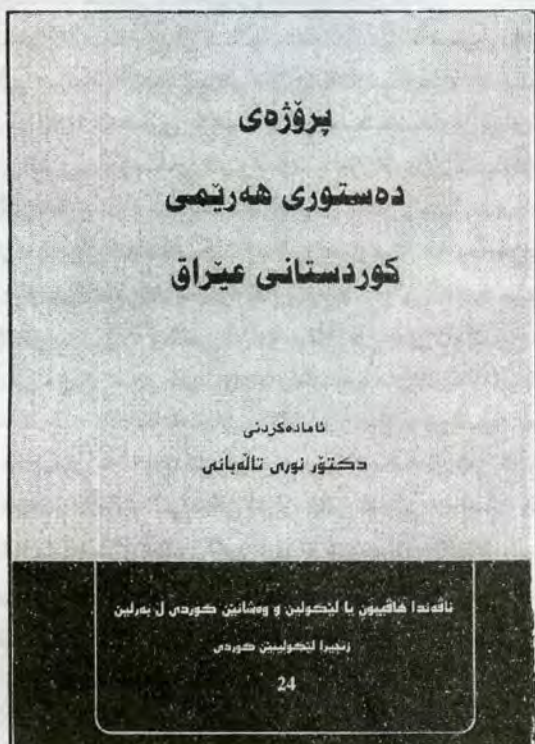 پرۆژەی
دەستوری هەرێمی
کوردستانی عێراق
ئامادەکردنی
دکتۆر نوری تاڵەبانی
ناڤەندا هاڤیبون یا لێکولین و وەشانێن کوردی ل بەرلین
زنجیرا لێکولینێن کوردی
24